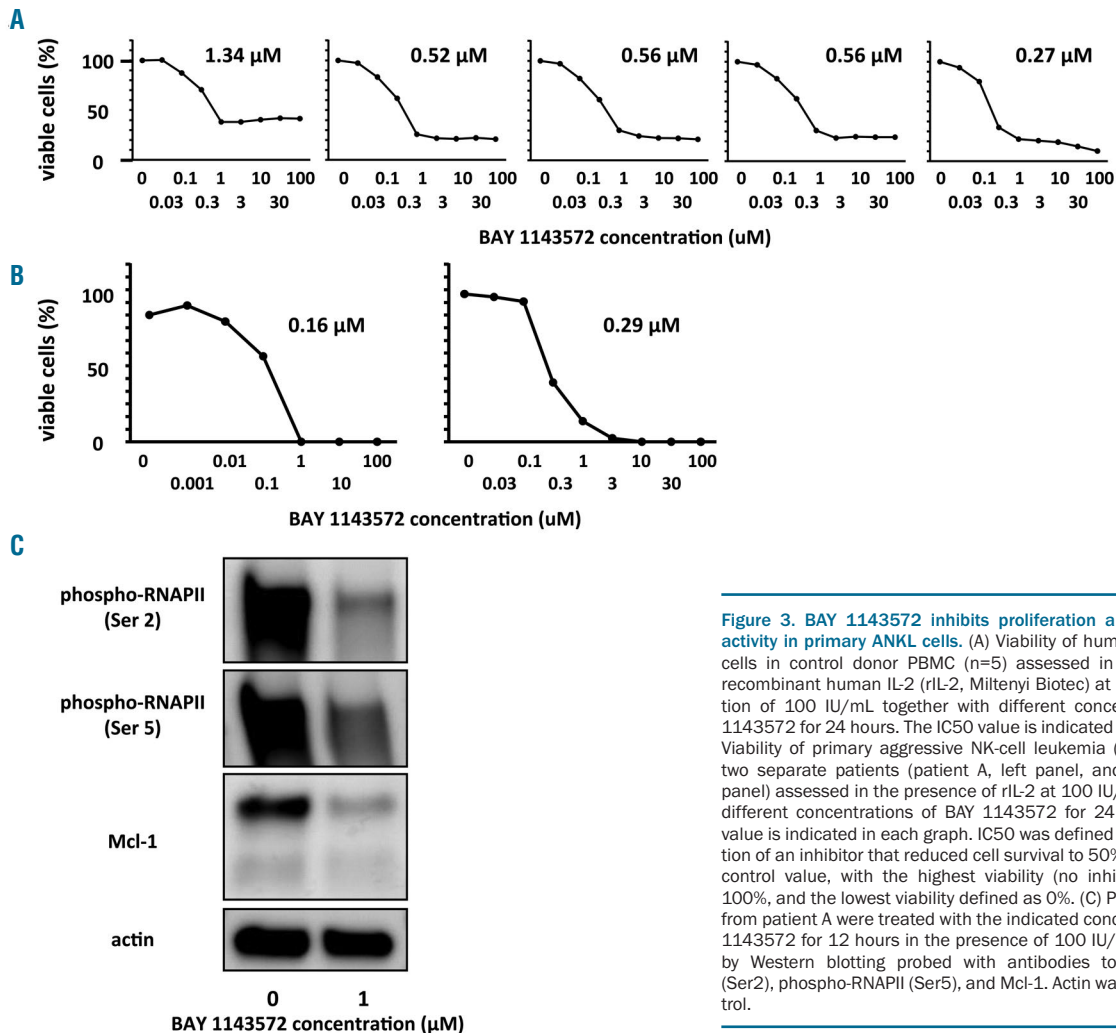 A
1.34 µM
0.52 µM
0.56 µM
0.56 µM
0.27 µM
viable cells (%)
100
50
0
0 0.1 1 10 100
0.03 0.3 3 30
0 0.1 1 10 100
0.03 0.3 3 30
0 0.1 1 10 100
0.03 0.3 3 30
0 0.1 1 10 100
0.03 0.3 3 30
0 0.1 1 10 100
0.03 0.3 3 30
BAY 1143572 concentration (uM)
B
viable cells (%)
100
50
0
0.16 µM
0.29 µM
0 0.01 1 100
0.001 0.1 10
0 0.1 1 10 100
0.03 0.3 3 30
BAY 1143572 concentration (uM)
C
phospho-RNAPII
(Ser 2)
phospho-RNAPII
(Ser 5)
Mcl-1
actin
0 1
BAY 1143572 concentration (µM)
Figure 3. BAY 1143572 inhibits proliferation a
activity in primary ANKL cells. (A) Viability of hum
cells in control donor PBMC (n=5) assessed in
recombinant human IL-2 (rIL-2, Miltenyi Biotec) at
tion of 100 IU/mL together with different conce
1143572 for 24 hours. The IC50 value is indicated
Viability of primary aggressive NK-cell leukemia (
two separate patients (patient A, left panel, and
panel) assessed in the presence of rIL-2 at 100 IU/
different concentrations of BAY 1143572 for 24
value is indicated in each graph. IC50 was defined
tion of an inhibitor that reduced cell survival to 50%
control value, with the highest viability (no inhi
100%, and the lowest viability defined as 0%. (C) P
from patient A were treated with the indicated conc
1143572 for 12 hours in the presence of 100 IU/
by Western blotting probed with antibodies to
(Ser2), phospho-RNAPII (Ser5), and Mcl-1. Actin wa
trol.